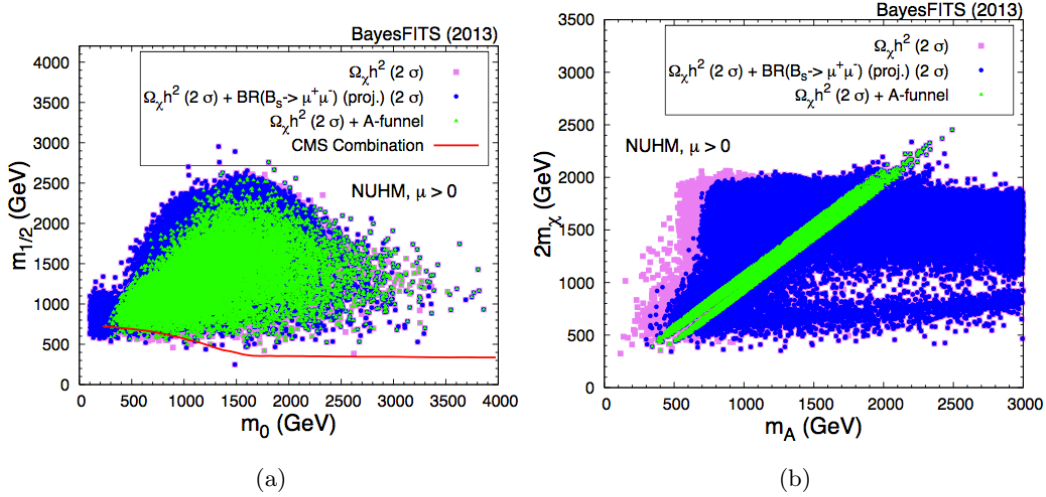 BayesFITS (2013)
Ωχh² (2 σ)
Ωχh² (2 σ) + BR(Bs-> μ⁺ μ⁻) (proj.) (2 σ)
Ωχh² (2 σ) + A-funnel
CMS Combination
NUHM, μ > 0
m1/2 (GeV)
4000
3500
3000
2500
2000
1500
1000
500
0
0 500 1000 1500 2000 2500 3000 3500 4000
m0 (GeV)
(a)
BayesFITS (2013)
Ωχh² (2 σ)
Ωχh² (2 σ) + BR(Bs-> μ⁺ μ⁻) (proj.) (2 σ)
Ωχh² (2 σ) + A-funnel
NUHM, μ > 0
2mχ (GeV)
3500
3000
2500
2000
1500
1000
500
0
0 500 1000 1500 2000 2500 3000
mA (GeV)
(b)